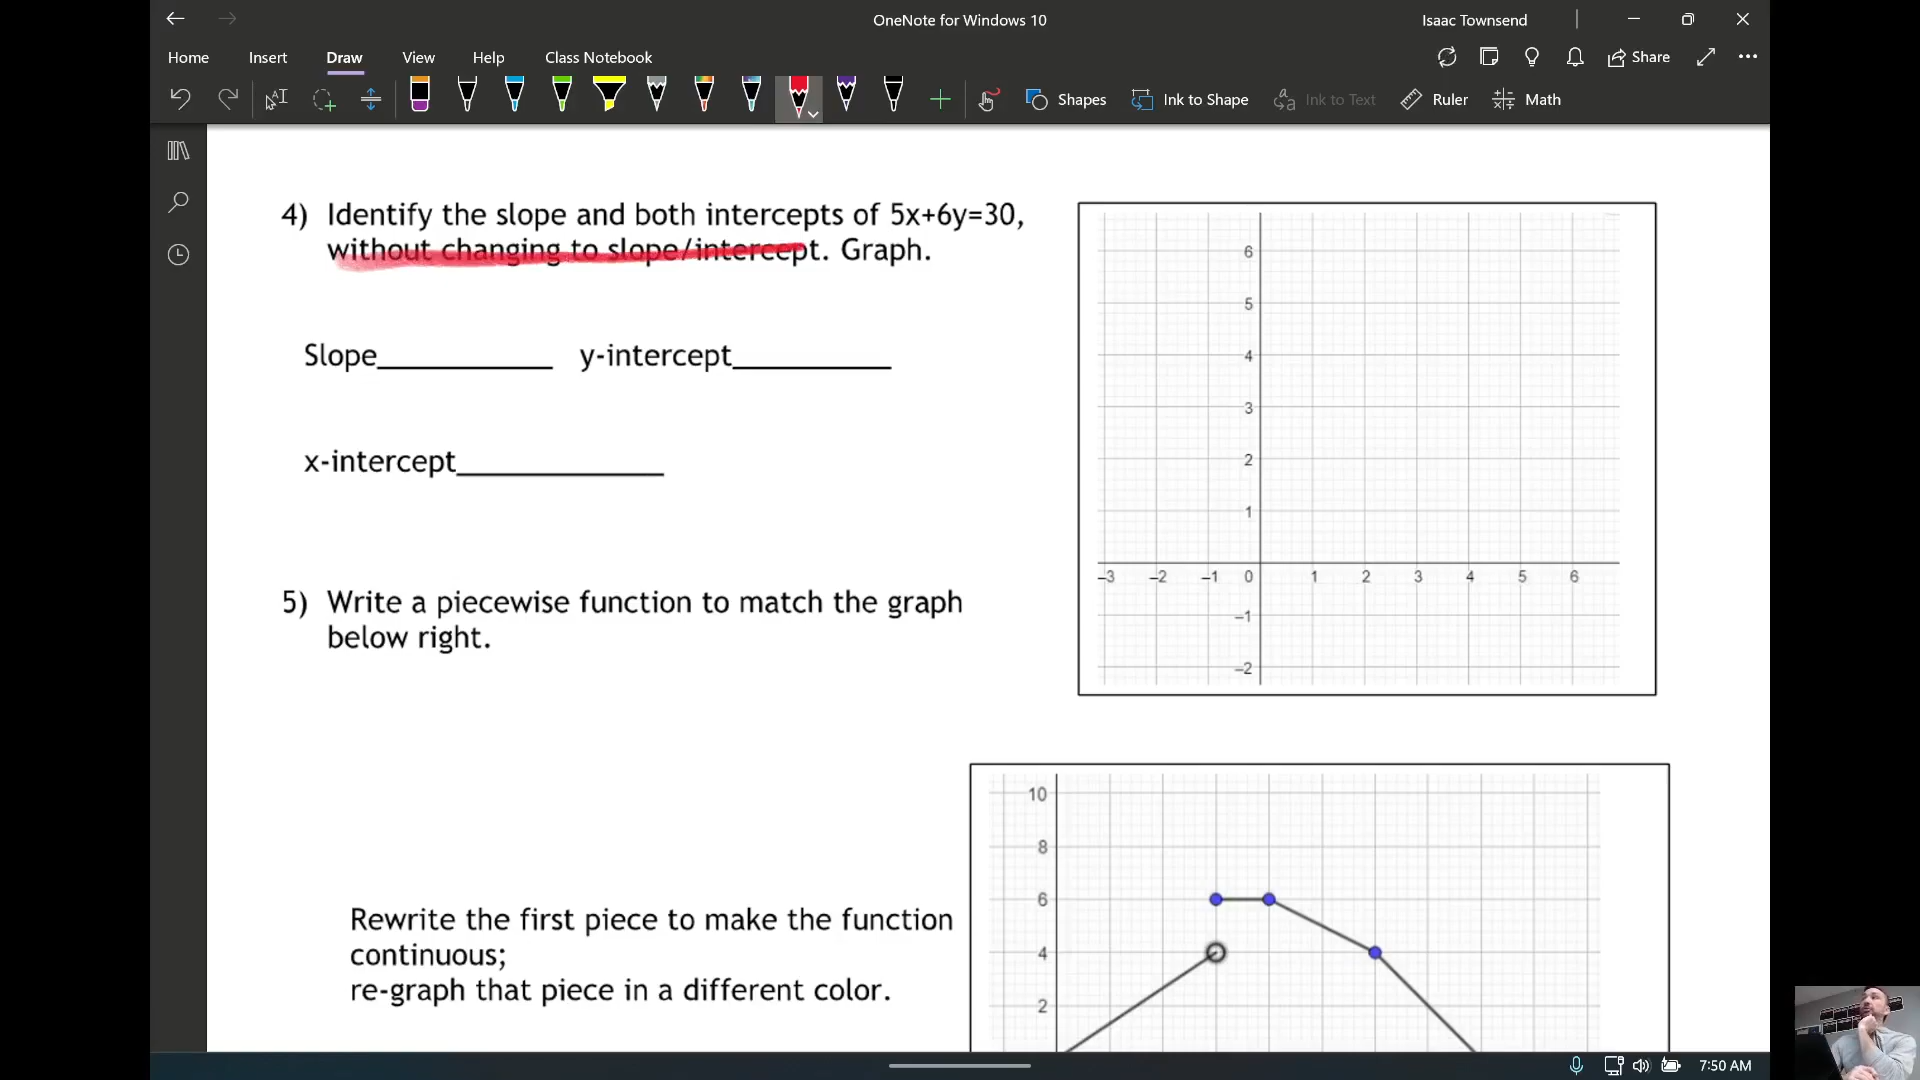 OneNote for Windows 10
Isaac Townsend
Home Insert Draw View Help Class Notebook
Share
Shapes Ink to Shape Ink to Text Ruler Math
4) Identify the slope and both intercepts of 5x+6y=30,
without changing to slope/intercept. Graph.
Slope__________ y-intercept_________
x-intercept____________
6
5
4
3
2
1
-3 -2 -1 0 1 2 3 4 5 6
-1
-2
5) Write a piecewise function to match the graph
below right.
Rewrite the first piece to make the function
continuous;
re-graph that piece in a different color.
10
8
6
4
2
7:50 AM